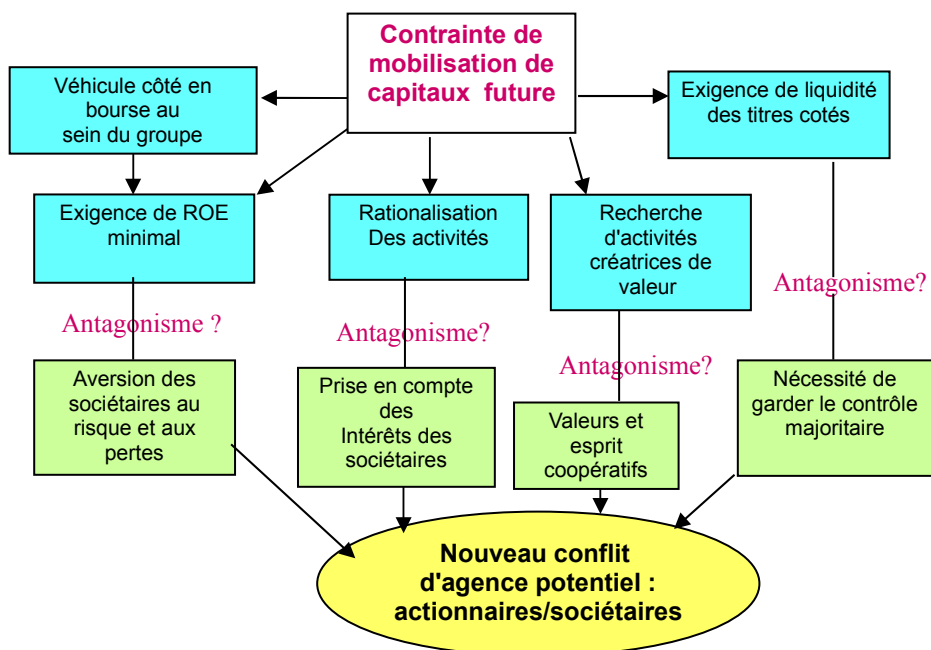 Contrainte de
mobilisation de
capitaux future
Véhicule côté en
bourse au
sein du groupe
Exigence de liquidité
des titres cotés
Exigence de ROE
minimal
Rationalisation
Des activités
Recherche
d'activités
créatrices de
valeur
Antagonisme ?
Antagonisme?
Antagonisme?
Antagonisme?
Aversion des
sociétaires au
risque et aux
pertes
Prise en compte
des
Intérêts des
sociétaires
Valeurs et
esprit
coopératifs
Nécessité de
garder le contrôle
majoritaire
Nouveau conflit
d'agence potentiel :
actionnaires/sociétaires